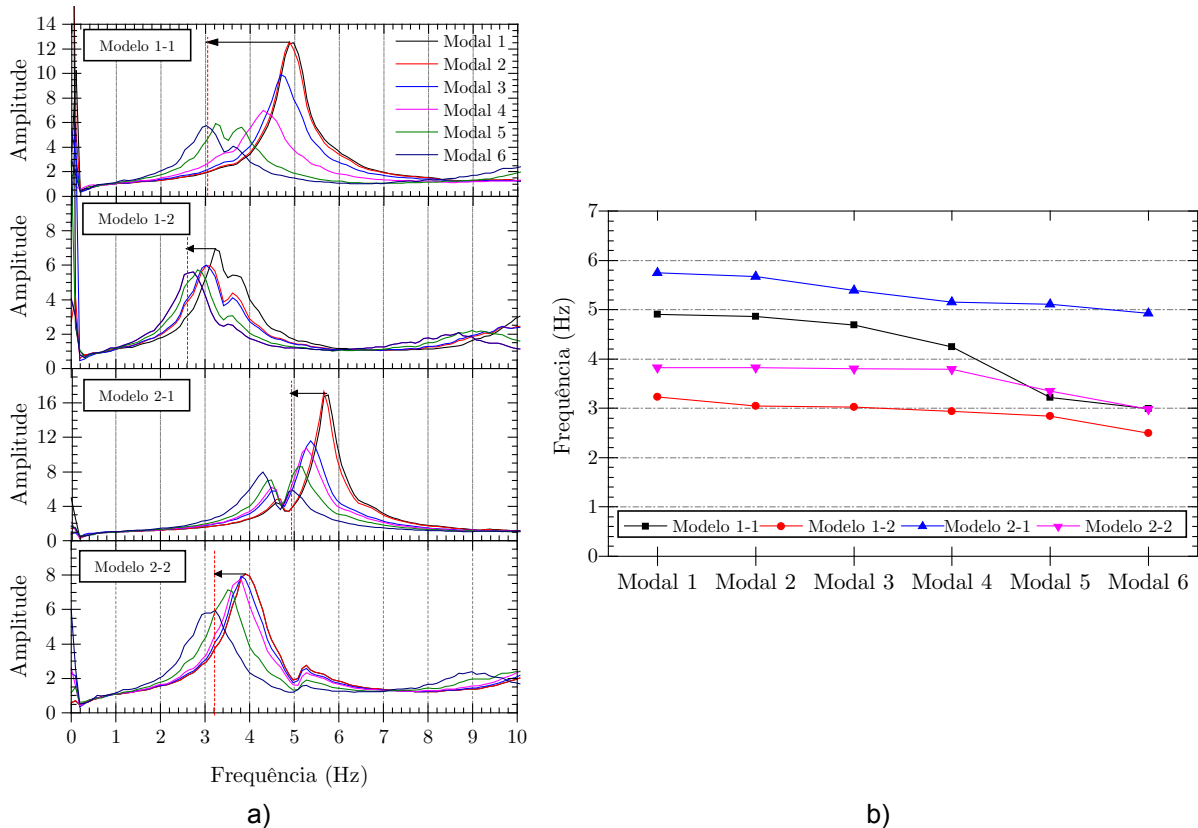 14
12
10
8
6
4
2
0
Amplitude
Modelo 1-1
Modal 1
Modal 2
Modal 3
Modal 4
Modal 5
Modal 6
8
6
4
2
0
Amplitude
Modelo 1-2
16
12
8
4
0
Amplitude
Modelo 2-1
8
6
4
2
0
Amplitude
Modelo 2-2
0 1 2 3 4 5 6 7 8 9 10
Frequência (Hz)
a)
7
6
5
4
3
2
1
0
Frequência (Hz)
Modelo 1-1 Modelo 1-2 Modelo 2-1 Modelo 2-2
Modal 1 Modal 2 Modal 3 Modal 4 Modal 5 Modal 6
b)